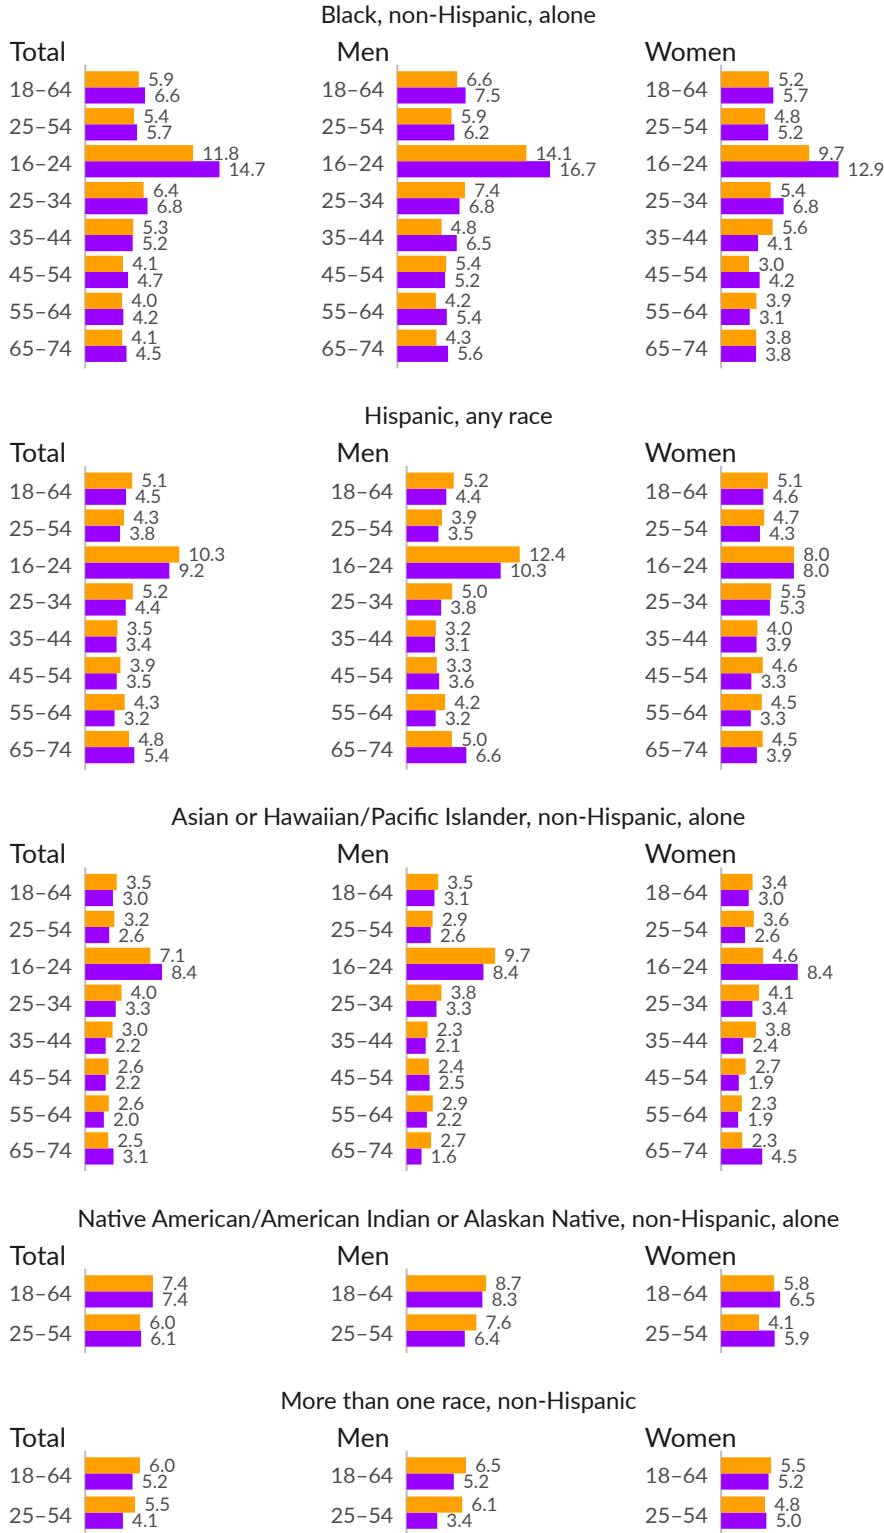 Black, non-Hispanic, alone
Total Men Women
18–64 5.9 6.6 18–64 6.6 7.5 18–64 5.2 5.7
25–54 5.4 5.7 25–54 5.9 6.2 25–54 4.8 5.2
16–24 11.8 14.7 16–24 14.1 16.7 16–24 9.7 12.9
25–34 6.4 6.8 25–34 7.4 6.8 25–34 5.4 6.8
35–44 5.3 5.2 35–44 4.8 6.5 35–44 5.6 4.1
45–54 4.1 4.7 45–54 5.4 5.2 45–54 3.0 4.2
55–64 4.0 4.2 55–64 4.2 5.4 55–64 3.9 3.1
65–74 4.1 4.5 65–74 4.3 5.6 65–74 3.8 3.8
Hispanic, any race
Total Men Women
18–64 5.1 4.5 18–64 5.2 4.4 18–64 5.1 4.6
25–54 4.3 3.8 25–54 3.9 3.5 25–54 4.7 4.3
16–24 10.3 9.2 16–24 12.4 10.3 16–24 8.0 8.0
25–34 5.2 4.4 25–34 5.0 3.8 25–34 5.5 5.3
35–44 3.5 3.4 35–44 3.2 3.1 35–44 4.0 3.9
45–54 3.9 3.5 45–54 3.3 3.6 45–54 4.6 3.3
55–64 4.3 3.2 55–64 4.2 3.2 55–64 4.5 3.3
65–74 4.8 5.4 65–74 5.0 6.6 65–74 4.5 3.9
Asian or Hawaiian/Pacific Islander, non-Hispanic, alone
Total Men Women
18–64 3.5 3.0 18–64 3.5 3.1 18–64 3.4 3.0
25–54 3.2 2.6 25–54 2.9 2.6 25–54 3.6 2.6
16–24 7.1 8.4 16–24 9.7 8.4 16–24 4.6 8.4
25–34 4.0 3.3 25–34 3.8 3.3 25–34 4.1 3.4
35–44 3.0 2.2 35–44 2.3 2.1 35–44 3.8 2.4
45–54 2.6 2.2 45–54 2.4 2.5 45–54 2.7 1.9
55–64 2.6 2.0 55–64 2.9 2.2 55–64 2.3 1.9
65–74 2.5 3.1 65–74 2.7 1.6 65–74 2.3 4.5
Native American/American Indian or Alaskan Native, non-Hispanic, alone
Total Men Women
18–64 7.4 7.4 18–64 8.7 8.3 18–64 5.8 6.5
25–54 6.0 6.1 25–54 7.6 6.4 25–54 4.1 5.9
More than one race, non-Hispanic
Total Men Women
18–64 6.0 5.2 18–64 6.5 5.2 18–64 5.5 5.2
25–54 5.5 4.1 25–54 6.1 3.4 25–54 4.8 5.0